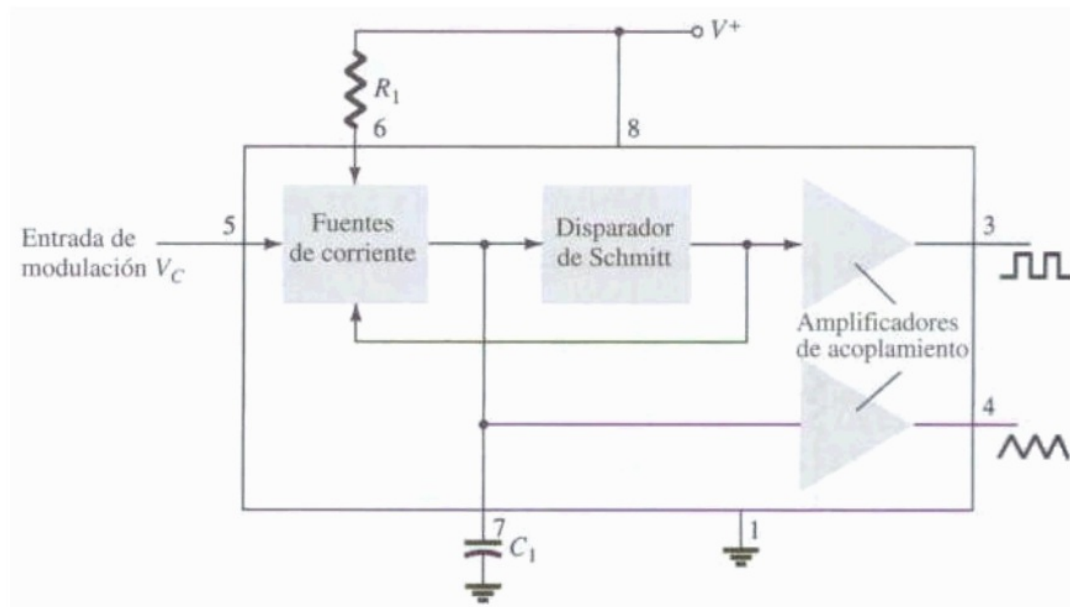 V+
R1
6
8
5
Entrada de
modulación VC
Fuentes
de corriente
Disparador
de Schmitt
3
Amplificadores
de acoplamiento
4
7
C1
1